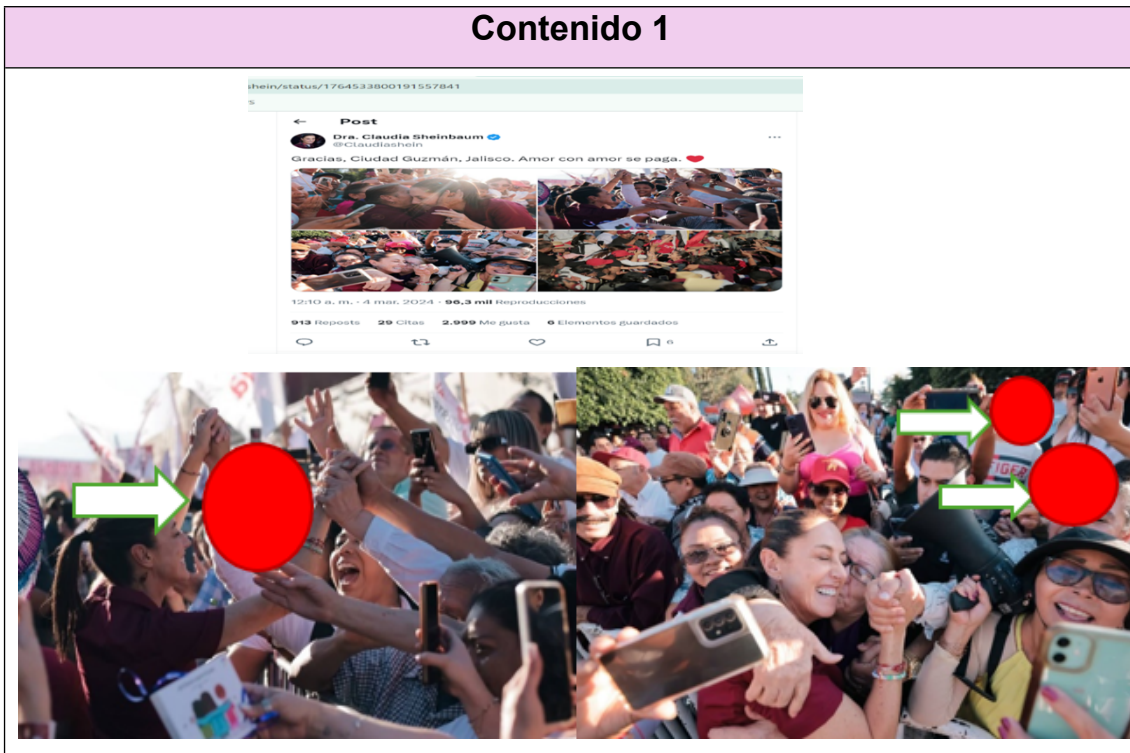 Contenido 1
hein/status/1764533800191557841
s
← Post
Dra. Claudia Sheinbaum
@Claudiashein
Gracias, Ciudad Guzmán, Jalisco. Amor con amor se paga. ❤️
12:10 a. m. · 4 mar. 2024 · 96,3 mil Reproducciones
913 Reposts 29 Citas 2.999 Me gusta 6 Elementos guardados
6
TIGER